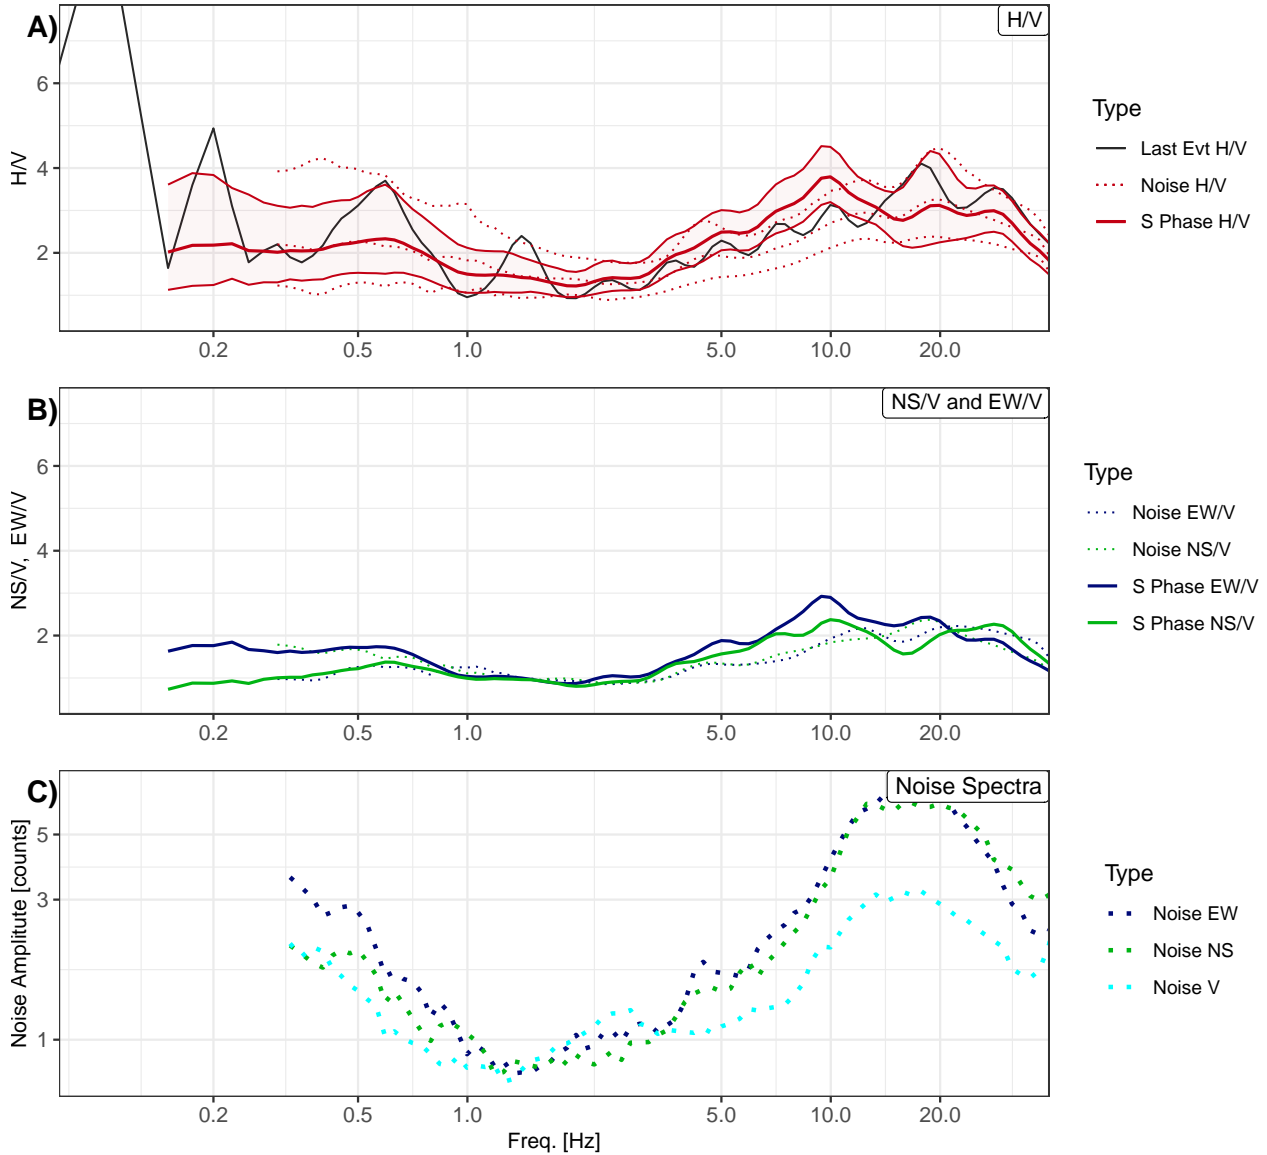 A)
H/V
6
4
2
H/V
0.2 0.5 1.0 5.0 10.0 20.0
Type
Last Evt H/V
Noise H/V
S Phase H/V
B)
NS/V and EW/V
6
4
2
NS/V, EW/V
0.2 0.5 1.0 5.0 10.0 20.0
Type
Noise EW/V
Noise NS/V
S Phase EW/V
S Phase NS/V
C)
Noise Spectra
5
3
1
Noise Amplitute [counts]
0.2 0.5 1.0 5.0 10.0 20.0
Freq. [Hz]
Type
Noise EW
Noise NS
Noise V